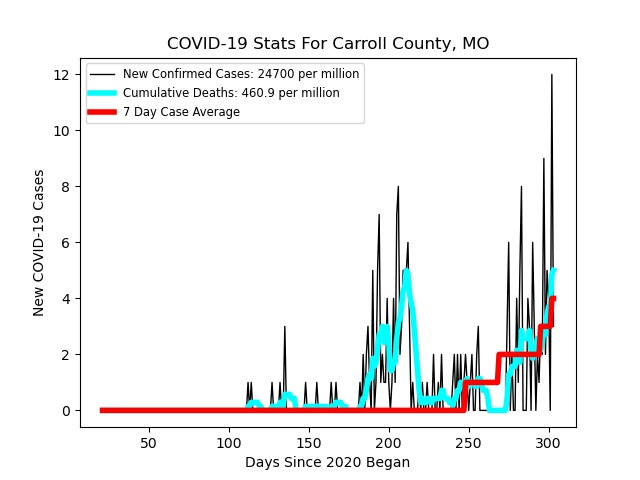 COVID-19 Stats For Carroll County, MO
New Confirmed Cases: 24700 per million
Cumulative Deaths: 460.9 per million
7 Day Case Average
12
10
8
6
4
2
0
New COVID-19 Cases
50 100 150 200 250 300
Days Since 2020 Began